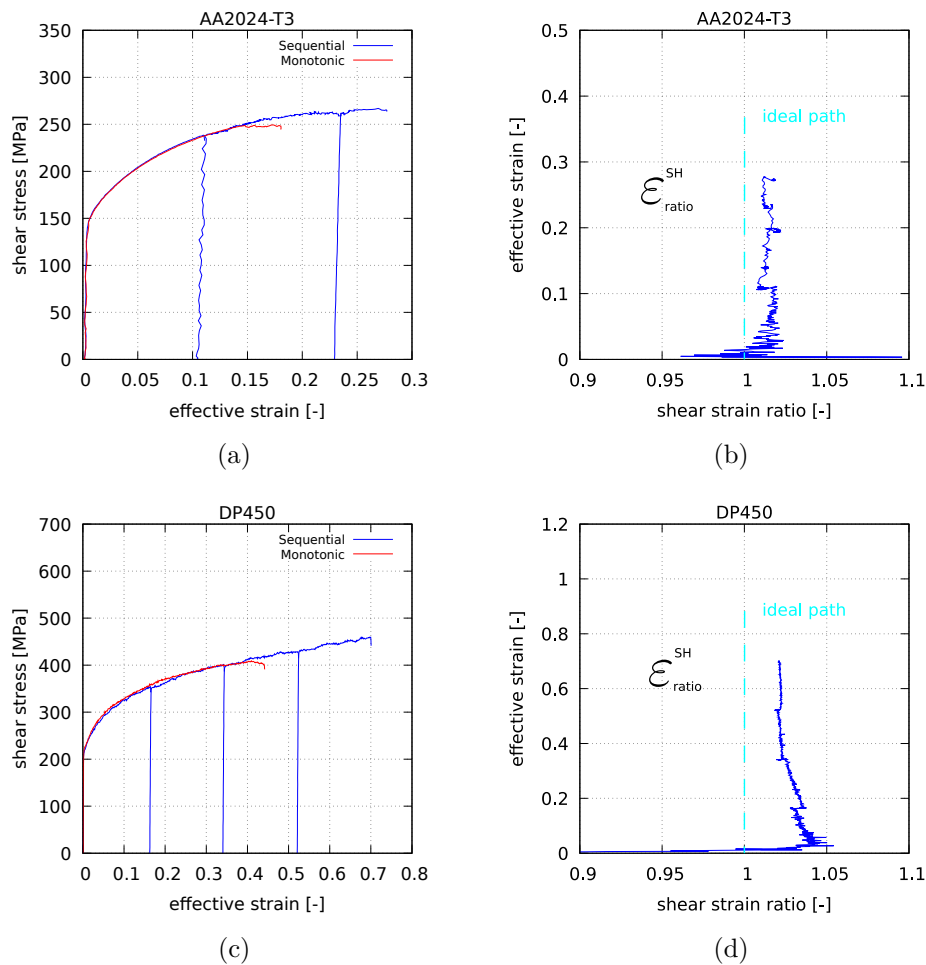 AA2024-T3
350
300
250
200
150
100
50
0
shear stress [MPa]
Sequential
Monotonic
0 0.05 0.1 0.15 0.2 0.25 0.3
effective strain [-]
(a)
AA2024-T3
0.5
0.4
0.3
0.2
0.1
0
effective strain [-]
ideal path
ℰ SH ratio
0.9 0.95 1 1.05 1.1
shear strain ratio [-]
(b)
DP450
700
600
500
400
300
200
100
0
shear stress [MPa]
Sequential
Monotonic
0 0.1 0.2 0.3 0.4 0.5 0.6 0.7 0.8
effective strain [-]
(c)
DP450
1.2
1
0.8
0.6
0.4
0.2
0
effective strain [-]
ideal path
ℰ SH ratio
0.9 0.95 1 1.05 1.1
shear strain ratio [-]
(d)